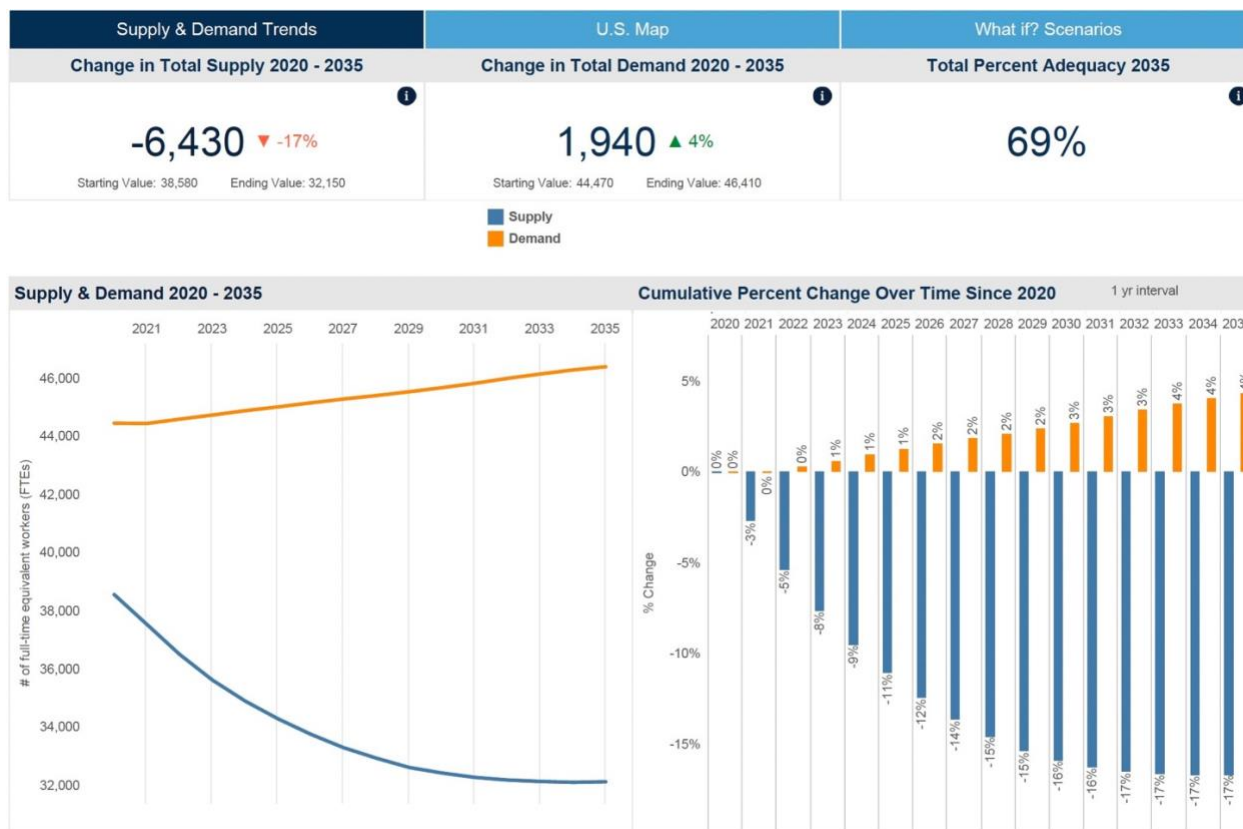 Supply & Demand Trends
U.S. Map
What if? Scenarios
Change in Total Supply 2020 - 2035
Change in Total Demand 2020 - 2035
Total Percent Adequacy 2035
-6,430 ▼ -17%
Starting Value: 38,580 Ending Value: 32,150
1,940 ▲ 4%
Starting Value: 44,470 Ending Value: 46,410
69%
Supply
Demand
Supply & Demand 2020 - 2035
2021 2023 2025 2027 2029 2031 2033 2035
46,000
44,000
42,000
40,000
38,000
36,000
34,000
32,000
# of full-time equivalent workers (FTEs)
Cumulative Percent Change Over Time Since 2020 1 yr interval
2020 2021 2022 2023 2024 2025 2026 2027 2028 2029 2030 2031 2032 2033 2034
5%
0%
-5%
-10%
-15%
% Change
0% 0% 0% 1% 1% 1% 2% 2% 2% 2% 3% 3% 3% 4% 4% 4%
0% -3% -5% -8% -9% -11% -12% -14% -15% -15% -16% -16% -17% -17% -17% -17%